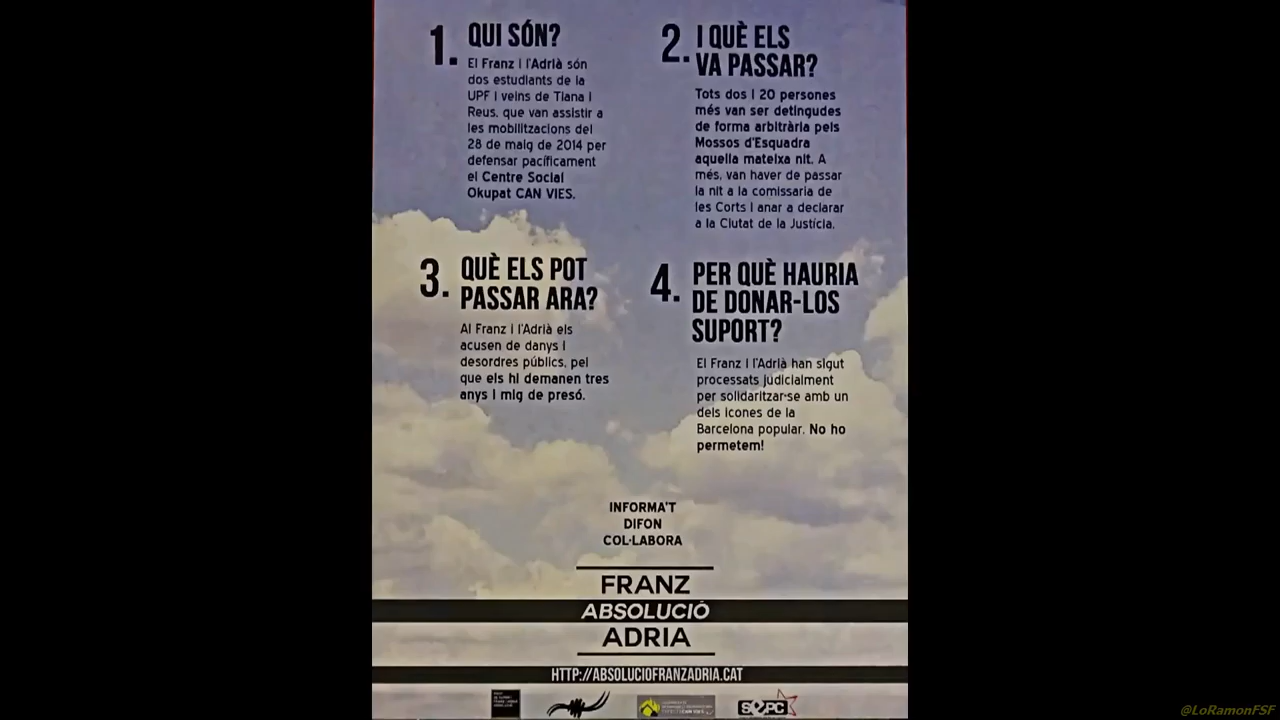 1. QUI SÓN?
El Franz i l'Adrià són
dos estudiants de la
UPF i veïns de Tiana i
Reus, que van assistir a
les mobilitzacions del
28 de maig de 2014 per
defensar pacíficament
el Centre Social
Okupat CAN VIES.
2. I QUÈ ELS
VA PASSAR?
Tots dos i 20 persones
més van ser detingudes
de forma arbitrària pels
Mossos d'Esquadra
aquella mateixa nit. A
més, van haver de passar
la nit a la comissaria de
les Corts i anar a declarar
a la Ciutat de la Justícia.
3. QUÈ ELS POT
PASSAR ARA?
Al Franz i l'Adrià els
acusen de danys i
desordres públics, pel
que els hi demanen tres
anys i mig de presó.
4. PER QUÈ HAURIA
DE DONAR-LOS
SUPORT?
El Franz i l'Adrià han sigut
processats judicialment
per solidaritzar-se amb un
dels icones de la
Barcelona popular. No ho
permetem!
INFORMA'T
DIFON
COL·LABORA
FRANZ
ABSOLUCIÓ
ADRIA
HTTP://ABSOLUCIOFRANZADRIA.CAT
SEPC
@LoRamonFSF